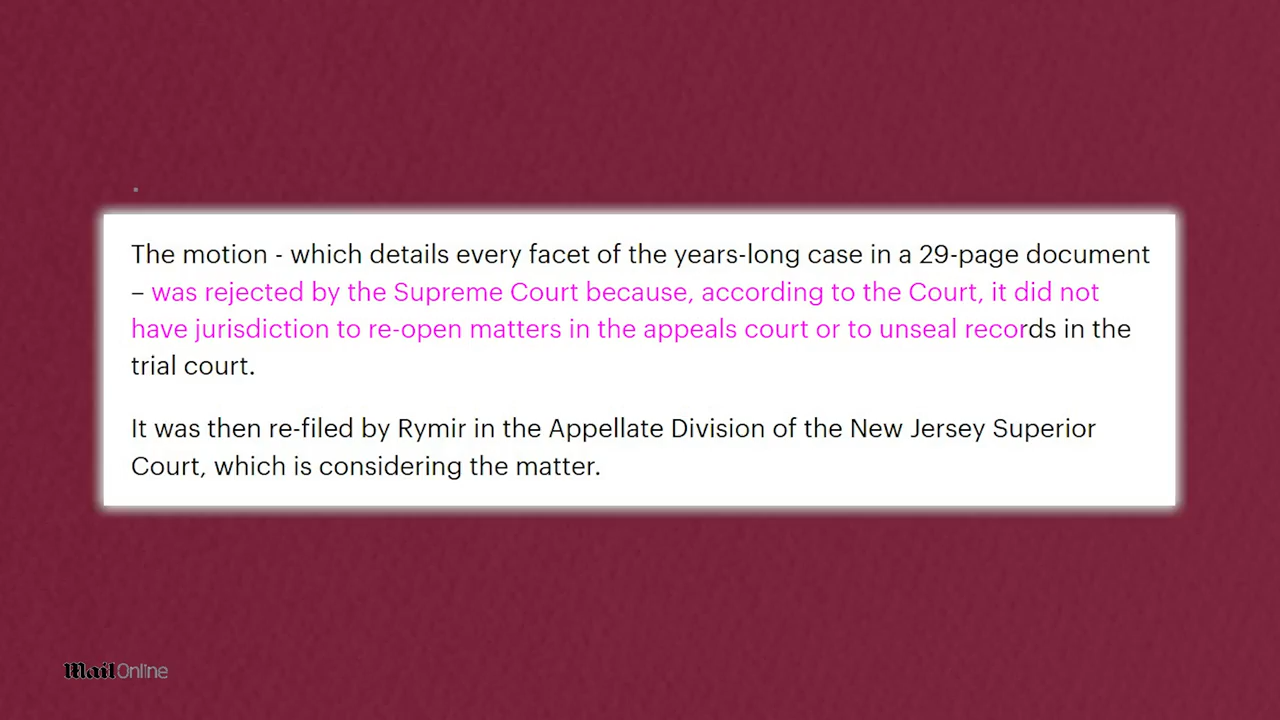 The motion - which details every facet of the years-long case in a 29-page document
– was rejected by the Supreme Court because, according to the Court, it did not
have jurisdiction to re-open matters in the appeals court or to unseal records in the
trial court.
It was then re-filed by Rymir in the Appellate Division of the New Jersey Superior
Court, which is considering the matter.
MailOnline